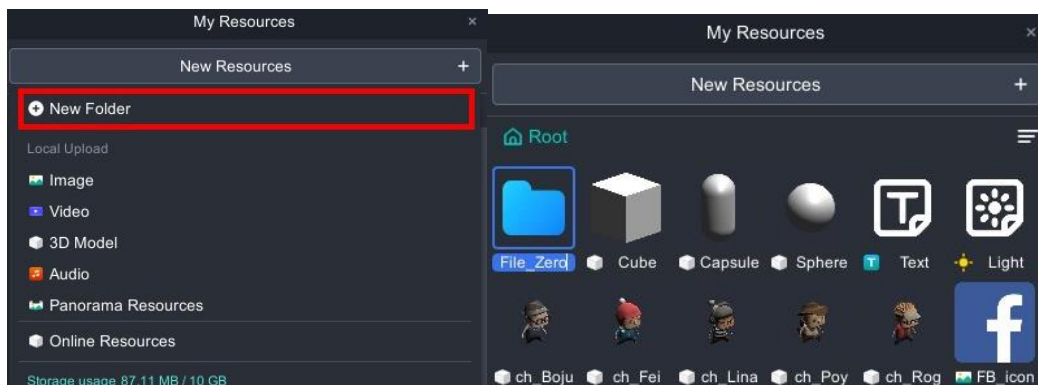 My Resources ×
New Resources +
New Folder
Local Upload
Image
Video
3D Model
Audio
Panorama Resources
Online Resources
Storage usage 87.11 MB / 10 GB
My Resources ×
New Resources +
Root
File_Zero Cube Capsule Sphere T Text Light
ch_Boju ch_Fei ch_Lina ch_Poy ch_Rog FB_icon